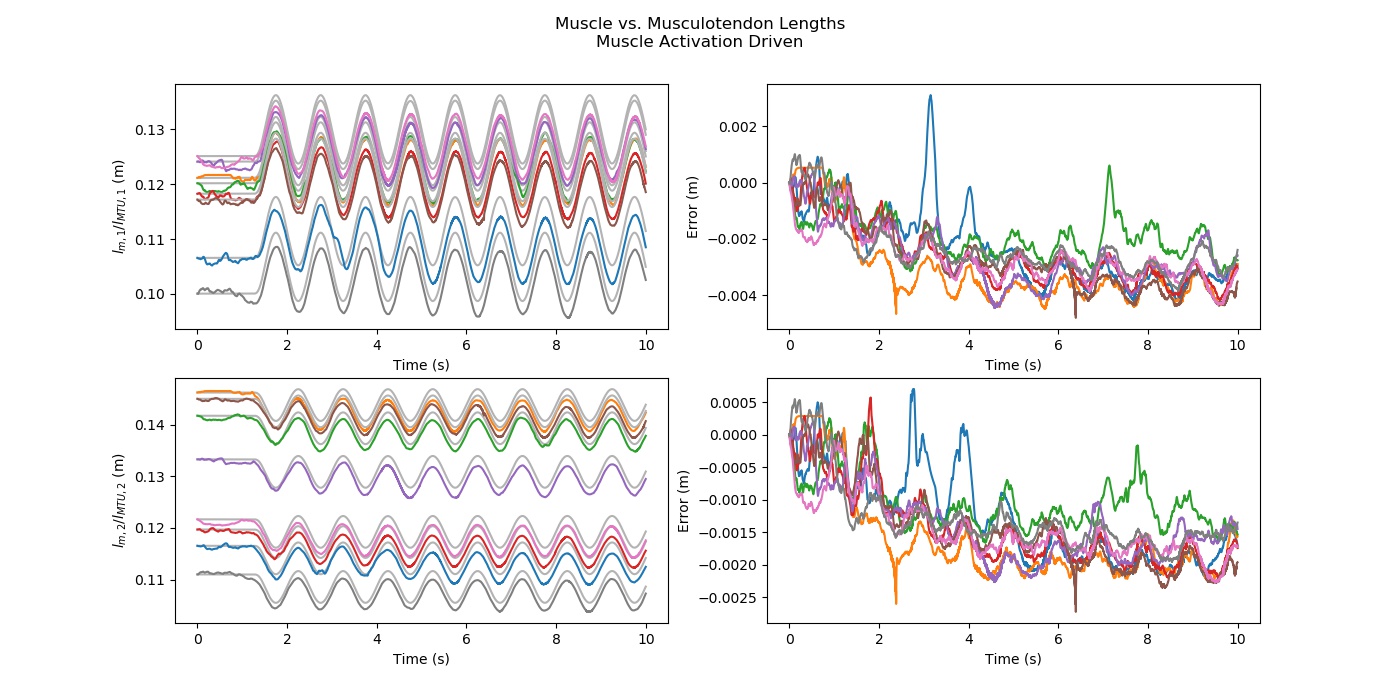 Muscle vs. Musculotendon Lengths
Muscle Activation Driven
l_{m,1}/l_{MTU,1} (m)
0.13
0.12
0.11
0.10
0 2 4 6 8 10
Time (s)
Error (m)
0.002
0.000
−0.002
−0.004
0 2 4 6 8 10
Time (s)
l_{m,2}/l_{MTU,2} (m)
0.14
0.13
0.12
0.11
0 2 4 6 8 10
Time (s)
Error (m)
0.0005
0.0000
−0.0005
−0.0010
−0.0015
−0.0020
−0.0025
0 2 4 6 8 10
Time (s)